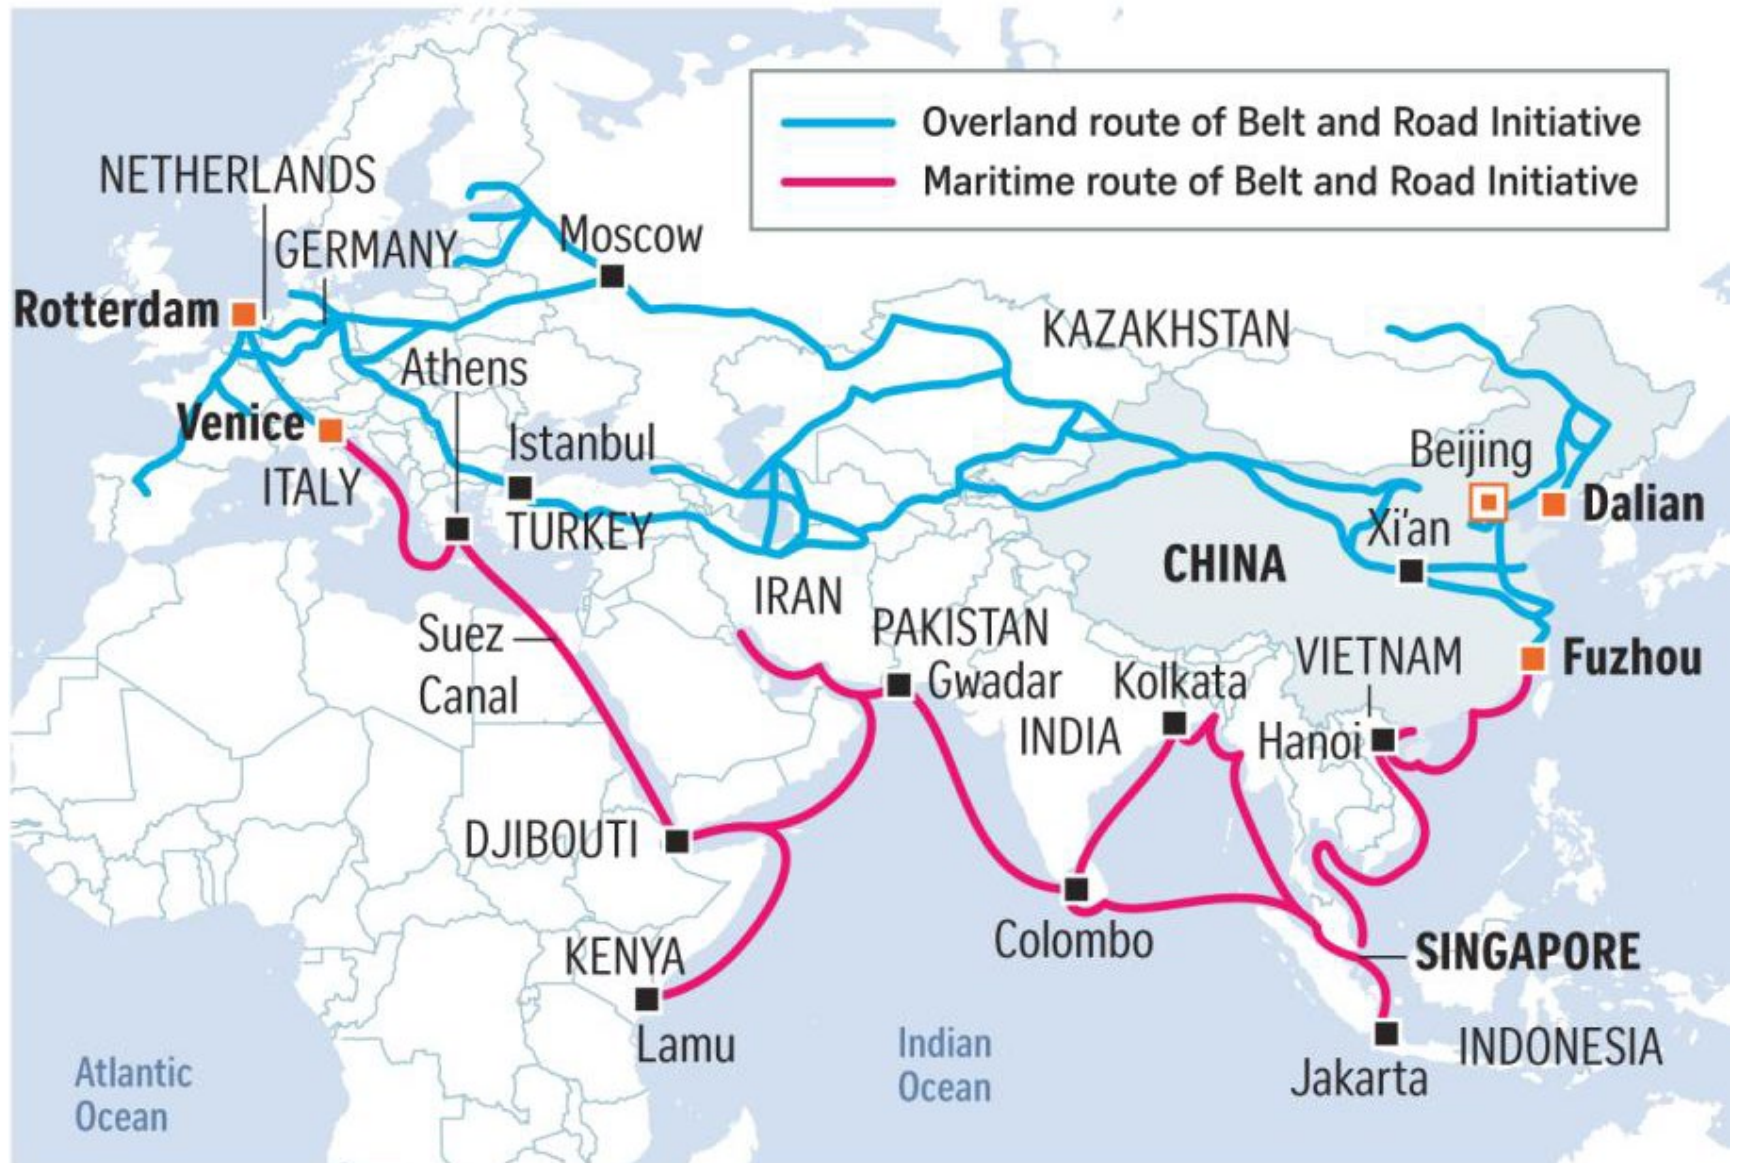 Overland route of Belt and Road Initiative
Maritime route of Belt and Road Initiative
NETHERLANDS
GERMANY
Moscow
Rotterdam
KAZAKHSTAN
Athens
Venice
Istanbul
Beijing
ITALY
Dalian
TURKEY
Xi'an
CHINA
IRAN
Suez
Canal
PAKISTAN
Gwadar
Kolkata
VIETNAM
Fuzhou
INDIA
Hanoi
DJIBOUTI
Colombo
SINGAPORE
KENYA
Lamu
Indian
Ocean
INDONESIA
Jakarta
Atlantic
Ocean